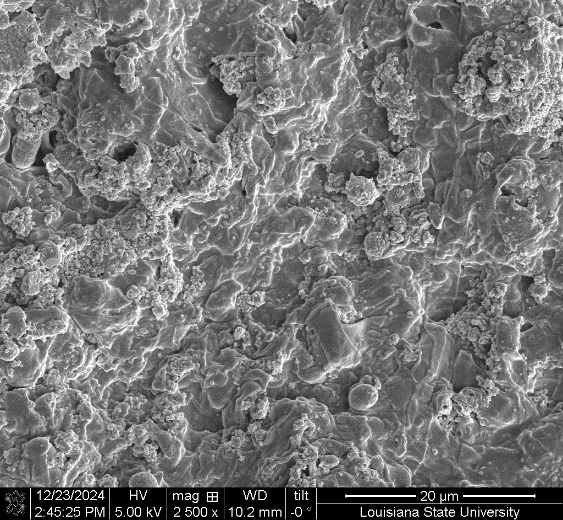 12/23/2024 HV mag WD tilt 20 µm
2:45:25 PM 5.00 kV 2 500 x 10.2 mm -0 ° Louisiana State University